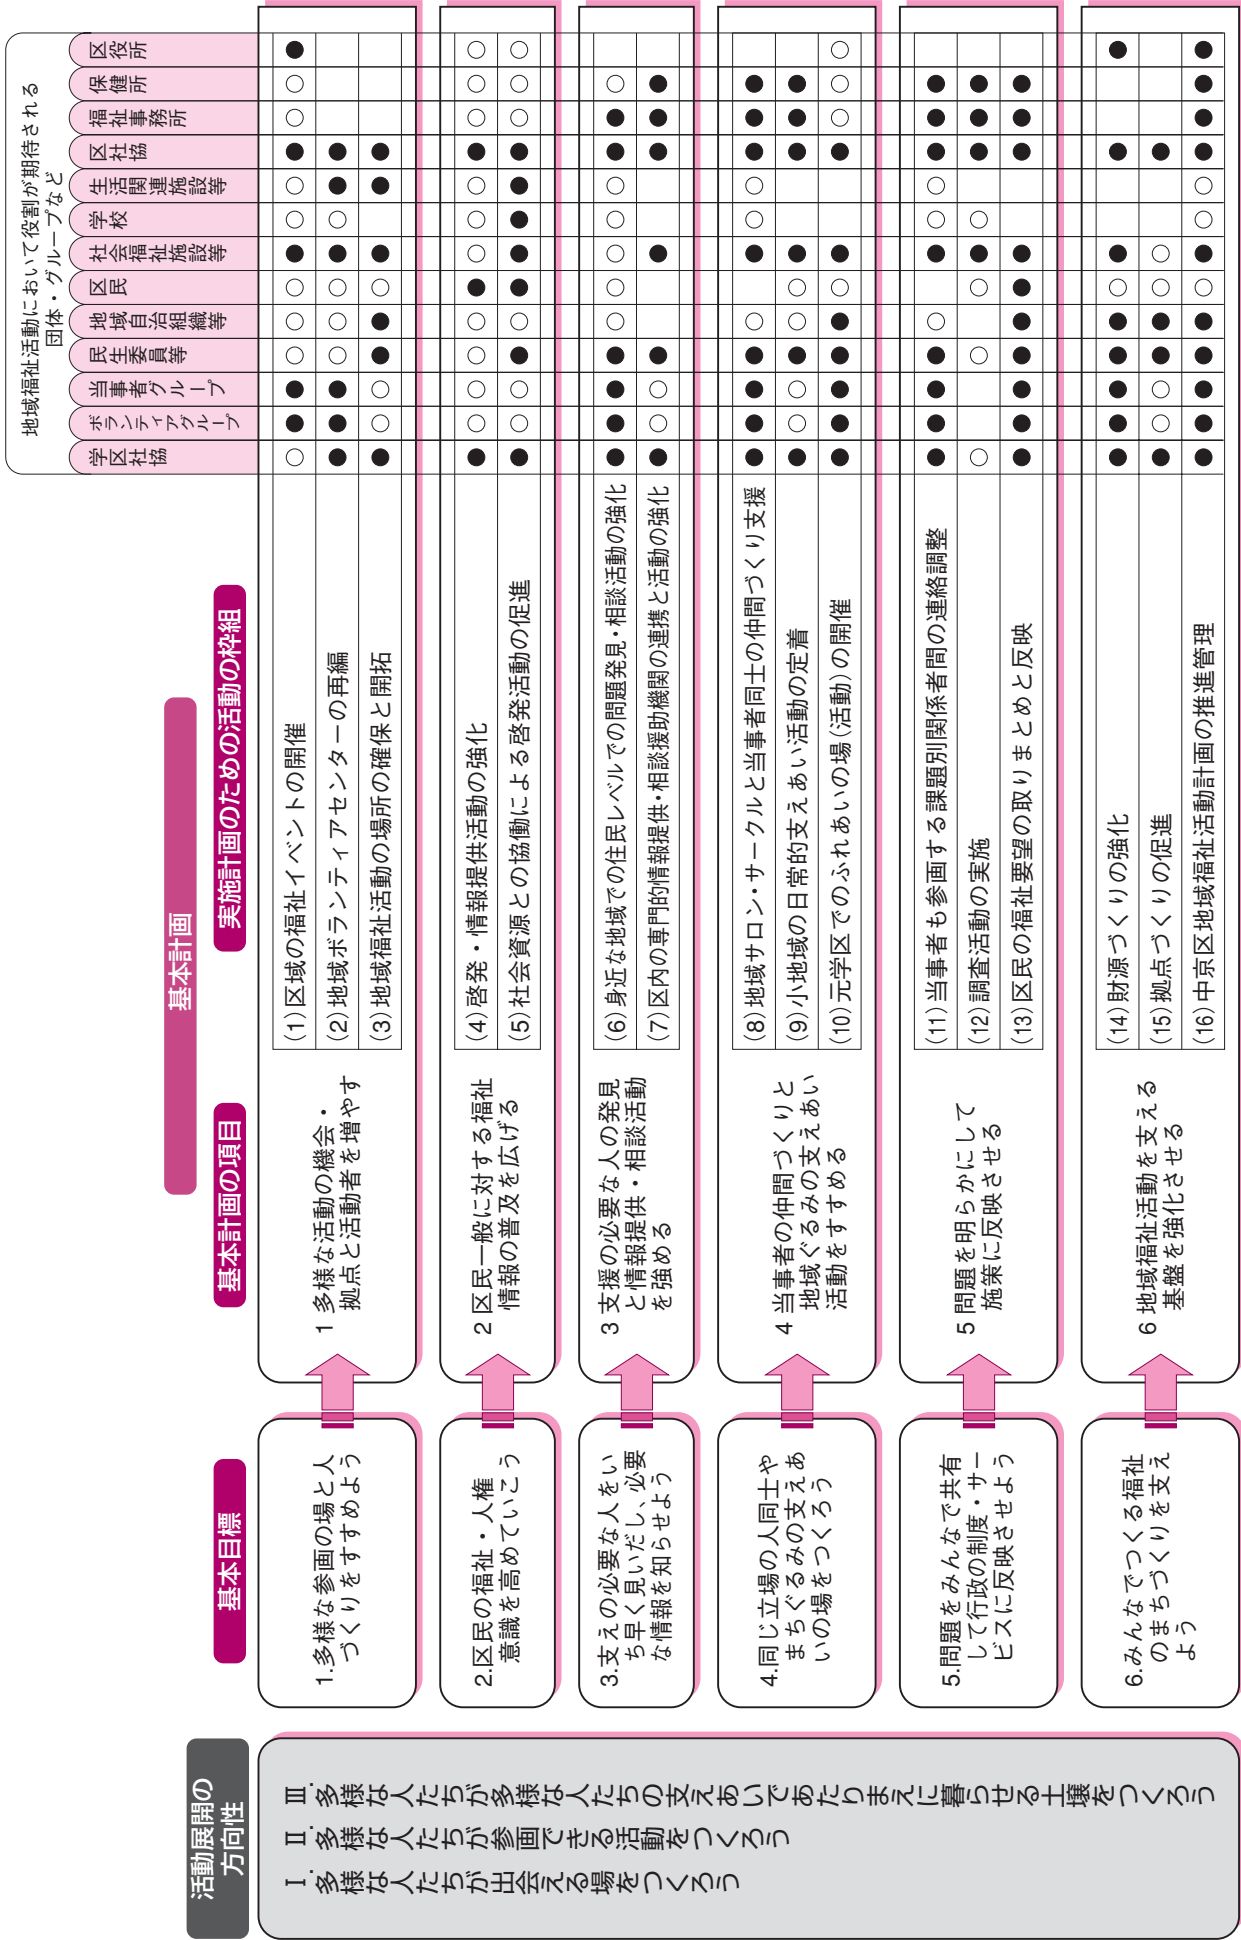 活動展開の
方向性
Ⅰ.多様な人たちが出会える場をつくろう
Ⅱ.多様な人たちが参画できる活動をつくろう
Ⅲ.多様な人たちが多様な人たちの支えあいであたりまえに暮らせる土壌をつくろう
基本目標
1.多様な参画の場と人
づくりをすすめよう
2.区民の福祉・人権
意識を高めていこう
3.支えの必要な人をい
ち早く見いだし、必要
な情報を知らせよう
4.同じ立場の人同士や
まちぐるみの支えあ
いの場をつくろう
5.問題をみんなで共有
して行政の制度・サー
ビスに反映させよう
6.みんなでつくる福祉
のまちづくりを支え
よう
基本計画
基本計画の項目
1 多様な活動の機会・
拠点と活動者を増やす
2 区民一般に対する福祉
情報の普及を広げる
3 支援の必要な人の発見
と情報提供・相談活動
を強める
4 当事者の仲間づくりと
地域ぐるみの支えあい
活動をすすめる
5 問題を明らかにして
施策に反映させる
6 地域福祉活動を支える
基盤を強化させる
実施計画のための活動の枠組
(1)区域の福祉イベントの開催
(2)地域ボランティアセンターの再編
(3)地域福祉活動の場所の確保と開拓
(4)啓発・情報提供活動の強化
(5)社会資源との協働による啓発活動の促進
(6)身近な地域での住民レベルでの問題発見・相談活動の強化
(7)区内の専門的情報提供・相談援助機関の連携と活動の強化
(8)地域サロン・サークルと当事者同士の仲間づくり支援
(9)小地域の日常的支えあい活動の定着
(10)元学区でのふれあいの場(活動)の開催
(11)当事者も参画する課題別関係者間の連絡調整
(12)調査活動の実施
(13)区民の福祉要望の取りまとめと反映
(14)財源づくりの強化
(15)拠点づくりの促進
(16)中京区地域福祉活動計画の推進管理
地域福祉活動において役割が期待される
団体・グループなど
学区社協
ボランティアグループ
当事者グループ
民生委員等
地域自治組織等
区民
社会福祉施設等
学校
生活関連施設等
区社協
福祉事務所
保健所
区役所